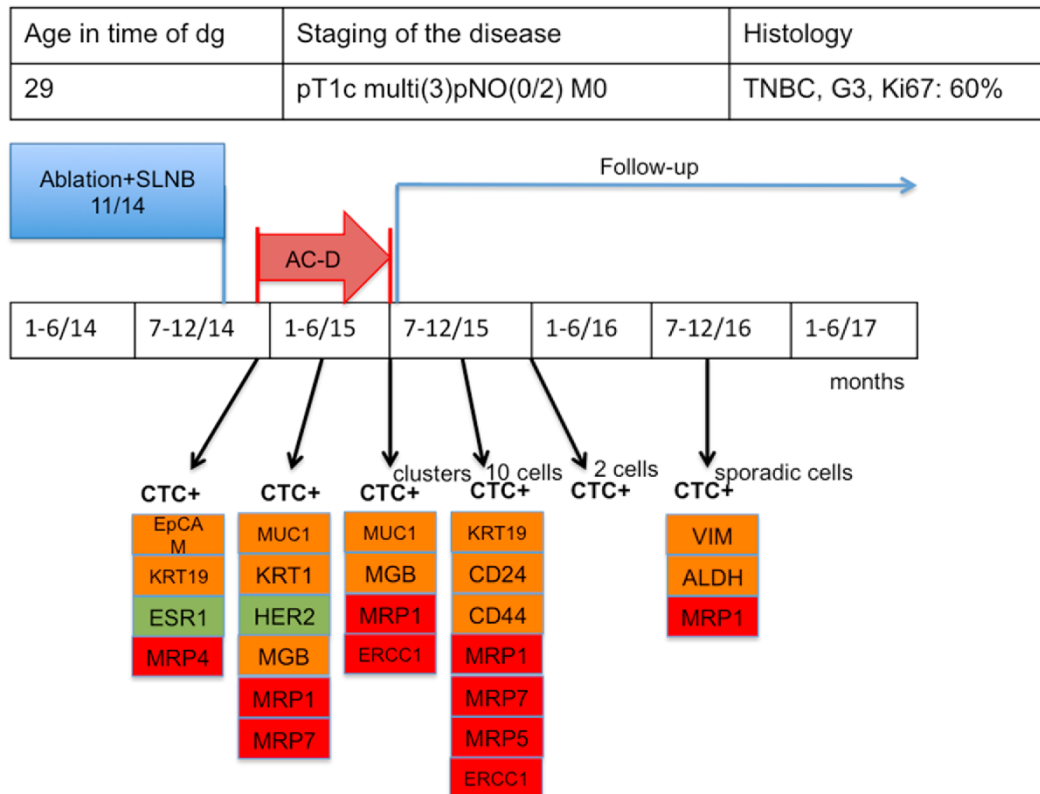 Age in time of dg
Staging of the disease
Histology
29
pT1c multi(3)pNO(0/2) M0
TNBC, G3, Ki67: 60%
Ablation+SLNB
11/14
Follow-up
AC-D
1-6/14
7-12/14
1-6/15
7-12/15
1-6/16
7-12/16
1-6/17
months
clusters
10 cells
2 cells
sporadic cells
CTC+
CTC+
CTC+
CTC+
CTC+
CTC+
EpCA
M
KRT19
ESR1
MRP4
MUC1
KRT1
HER2
MGB
MRP1
MRP7
MUC1
MGB
MRP1
ERCC1
KRT19
CD24
CD44
MRP1
MRP7
MRP5
ERCC1
VIM
ALDH
MRP1